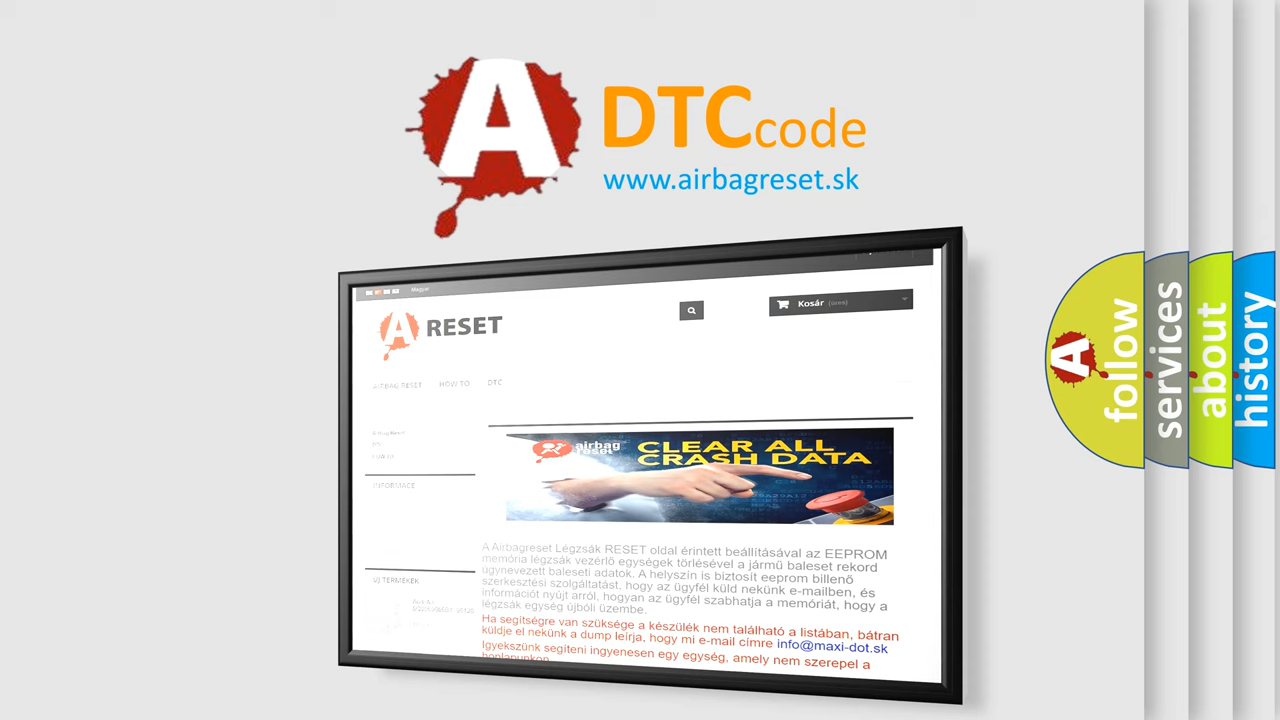 A DTCcode
www.airbagreset.sk
Magyar
A RESET
Kosár (üres)
AIRBAG RESET HOW TO DTC
INFORMACE
airbag
reset
CLEAR ALL
CRASH DATA
A Airbagreset Légzsák RESET oldal érintett beállításával az EEPROM
memória légzsák vezérlő egységek törlésével a jármű baleset rekord
úgynevezett baleseti adatok. A helyszín is biztosít eeprom billenő
szerkesztési szolgáltatást, hogy az ügyfél küld nekünk e-mailben, és
információt nyújt arról, hogyan az ügyfél szabhatja a memóriát, hogy a
légzsák egység újbóli üzembe.
Ha segítségre van szüksége a készülék nem található a listában, bátran
küldje el nekünk a dump leírja, hogy mi e-mail címre info@maxi-dot.sk
Igyekszünk segíteni ingyenesen egy egység, amely nem szerepel a
honlapunkon
ÚJ TERMÉKEK
A
follow
services
about
history